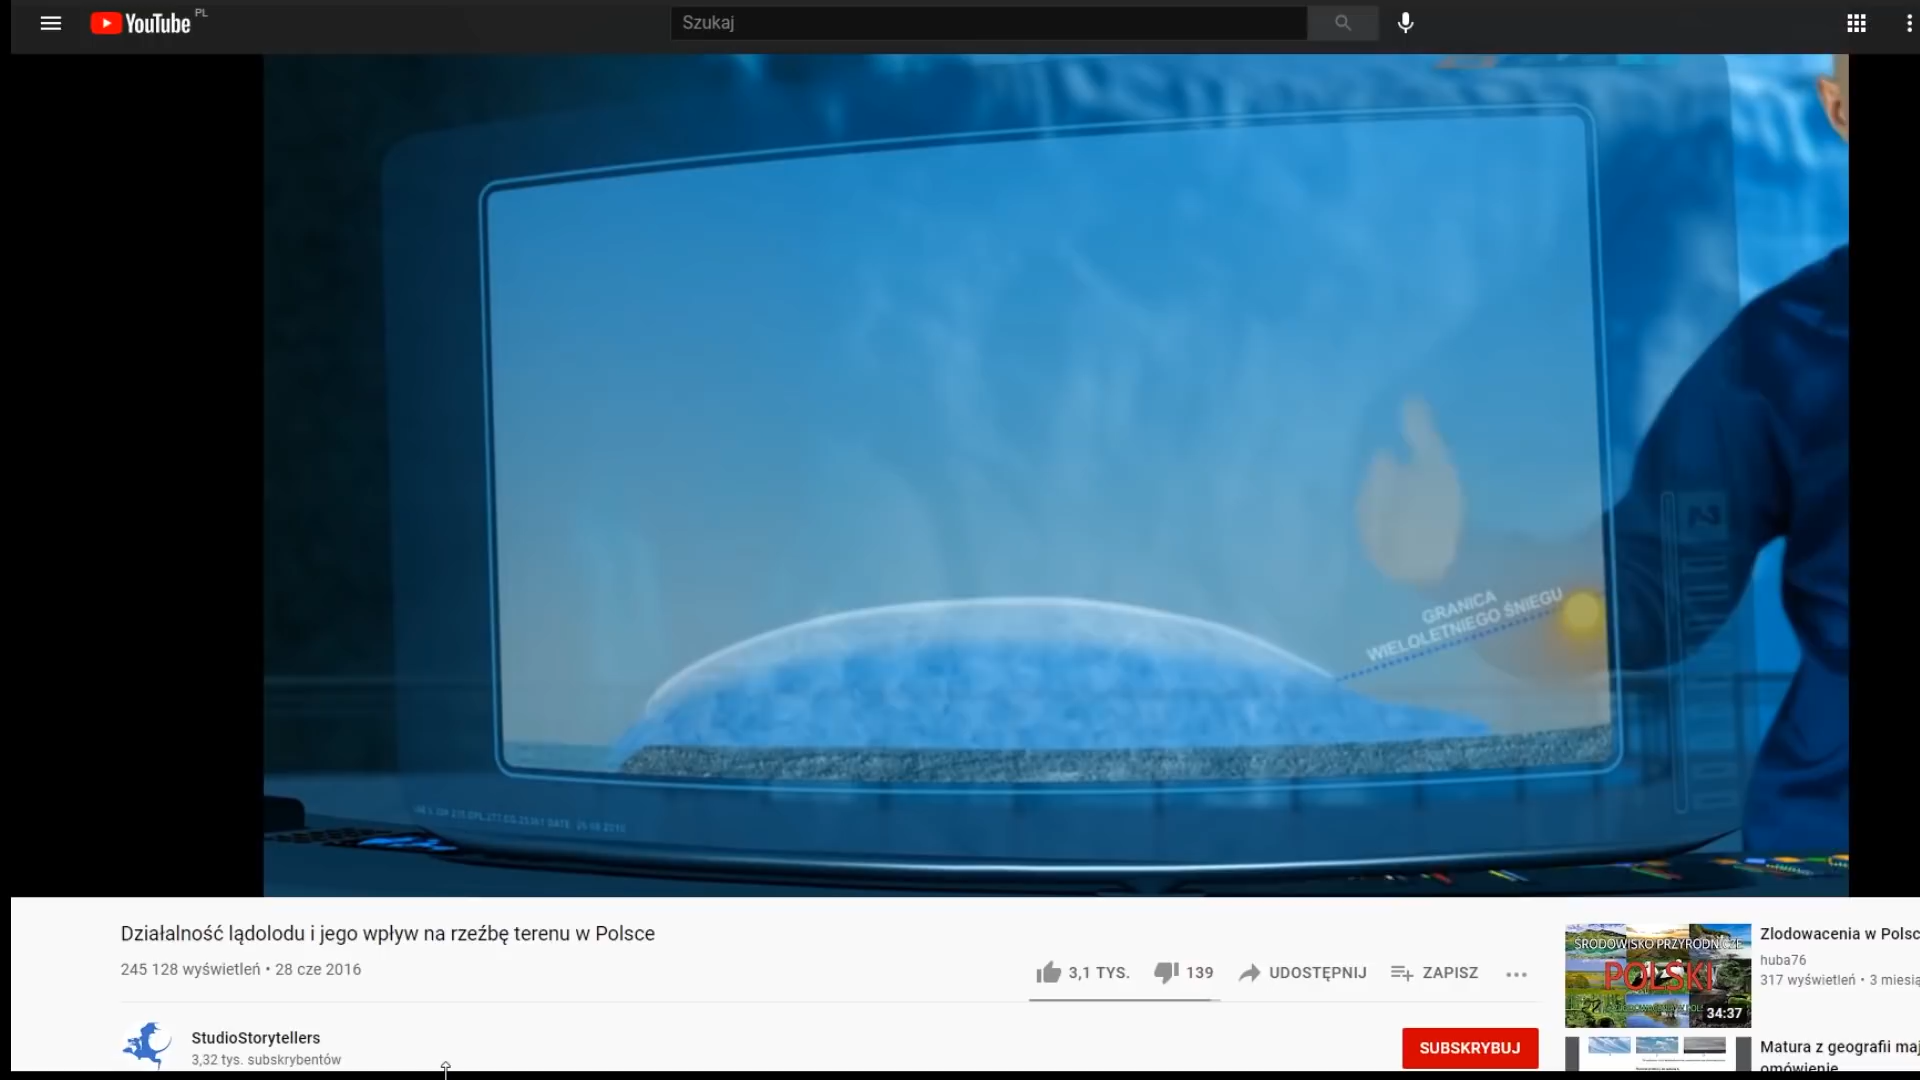 YouTube PL
Szukaj
GRANICA
WIELOLETNIEGO ŚNIEGU
2
Działalność lądolodu i jego wpływ na rzeźbę terenu w Polsce
245 128 wyświetleń • 28 cze 2016
3,1 TYS. 139 UDOSTĘPNIJ ZAPISZ
StudioStorytellers
3,32 tys. subskrybentów
SUBSKRYBUJ
ŚRODOWISKO PRZYRODNICZE
POLSKI
34:37
Zlodowacenia w Polsc
huba76
317 wyświetleń • 3 miesią
Matura z geografii maj
omówienie